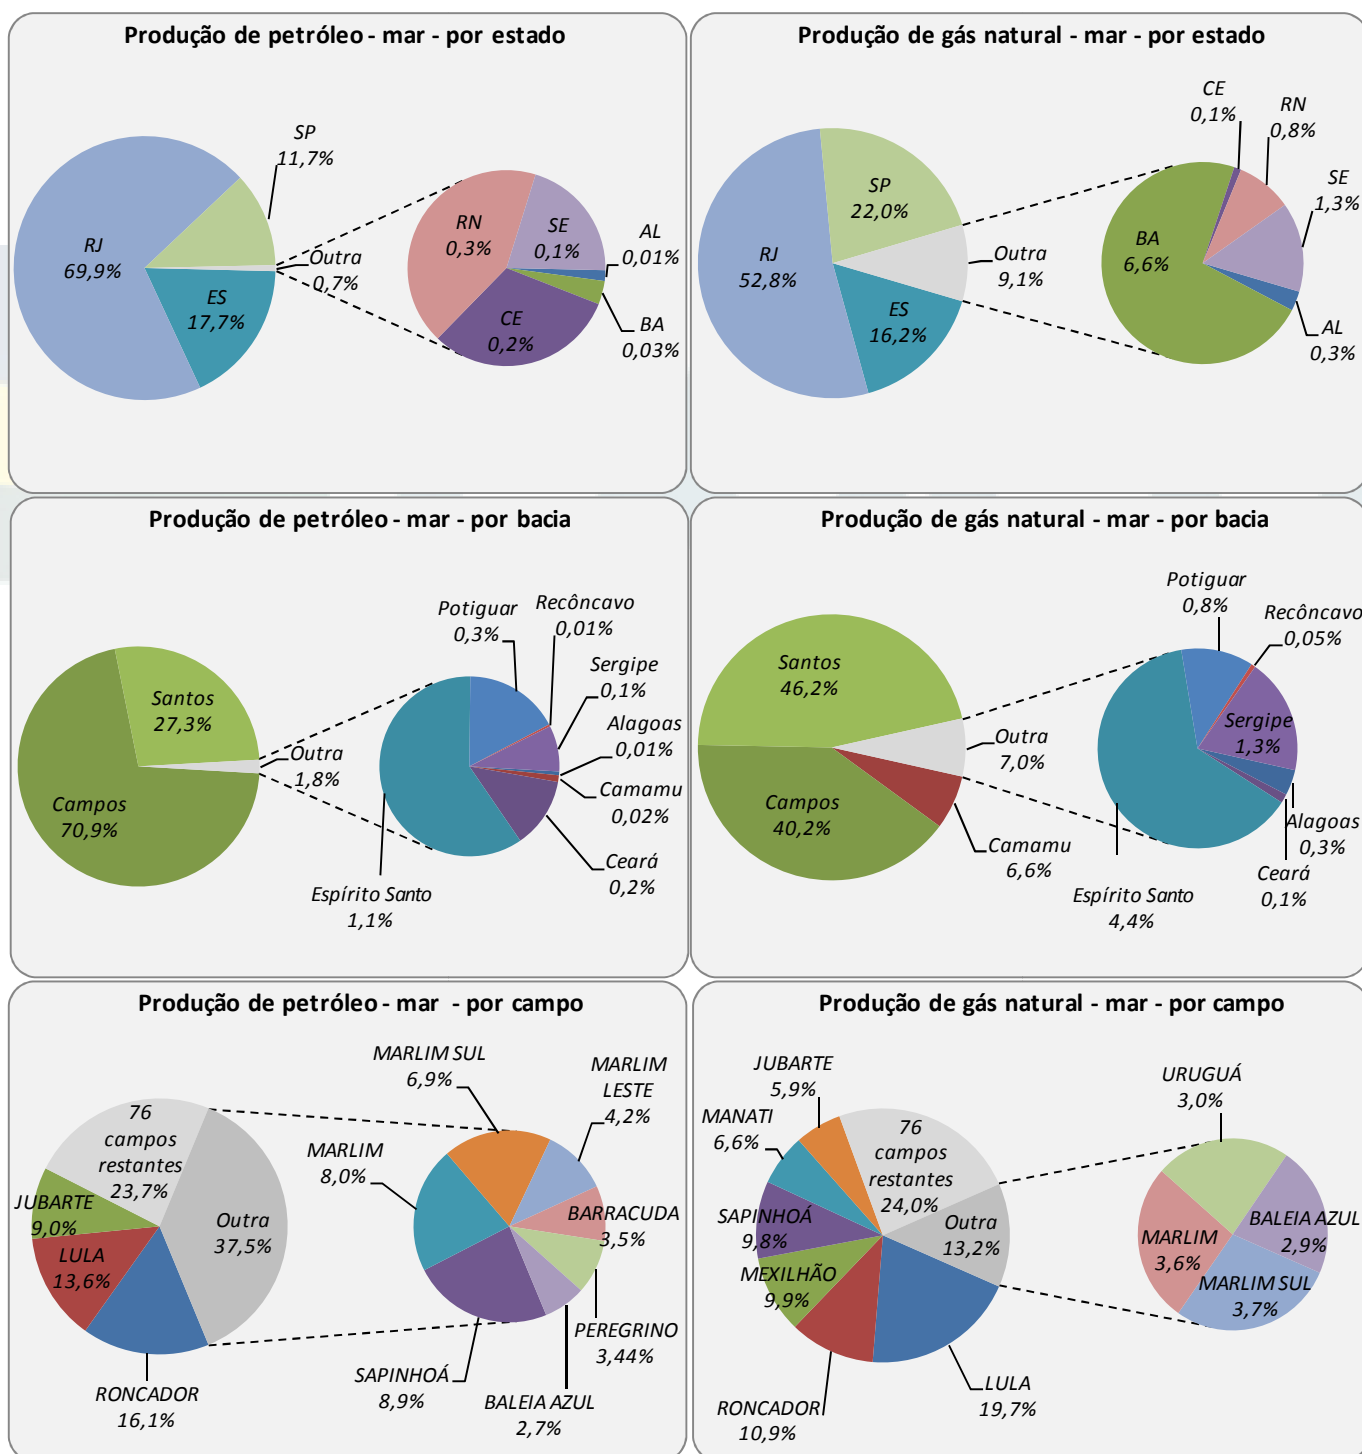 Produção de petróleo - mar - por estado
SP
11,7%
RJ
69,9%
Outra
0,7%
ES
17,7%
RN
0,3%
SE
0,1%
AL
0,01%
BA
0,03%
CE
0,2%
Produção de gás natural - mar - por estado
CE
0,1%
RN
0,8%
SP
22,0%
SE
1,3%
RJ
52,8%
Outra
9,1%
BA
6,6%
ES
16,2%
AL
0,3%
Produção de petróleo - mar - por bacia
Potiguar
0,3%
Recôncavo
0,01%
Santos
27,3%
Sergipe
0,1%
Outra
1,8%
Alagoas
0,01%
Campos
70,9%
Camamu
0,02%
Ceará
0,2%
Espírito Santo
1,1%
Produção de gás natural - mar - por bacia
Potiguar
0,8%
Recôncavo
0,05%
Santos
46,2%
Sergipe
1,3%
Outra
7,0%
Campos
40,2%
Camamu
6,6%
Alagoas
0,3%
Ceará
0,1%
Espírito Santo
4,4%
Produção de petróleo - mar - por campo
MARLIM SUL
6,9%
MARLIM
LESTE
4,2%
76
campos
restantes
23,7%
MARLIM
8,0%
JUBARTE
9,0%
Outra
37,5%
BARRACUDA
3,5%
LULA
13,6%
PEREGRINO
3,44%
RONCADOR
16,1%
SAPINHOÁ
8,9%
BALEIA AZUL
2,7%
Produção de gás natural - mar - por campo
JUBARTE
5,9%
URUGUÁ
3,0%
MANATI
6,6%
76
campos
restantes
24,0%
SAPINHOÁ
9,8%
Outra
13,2%
BALEIA AZUL
2,9%
MARLIM
3,6%
MEXILHÃO
9,9%
MARLIM SUL
3,7%
LULA
19,7%
RONCADOR
10,9%